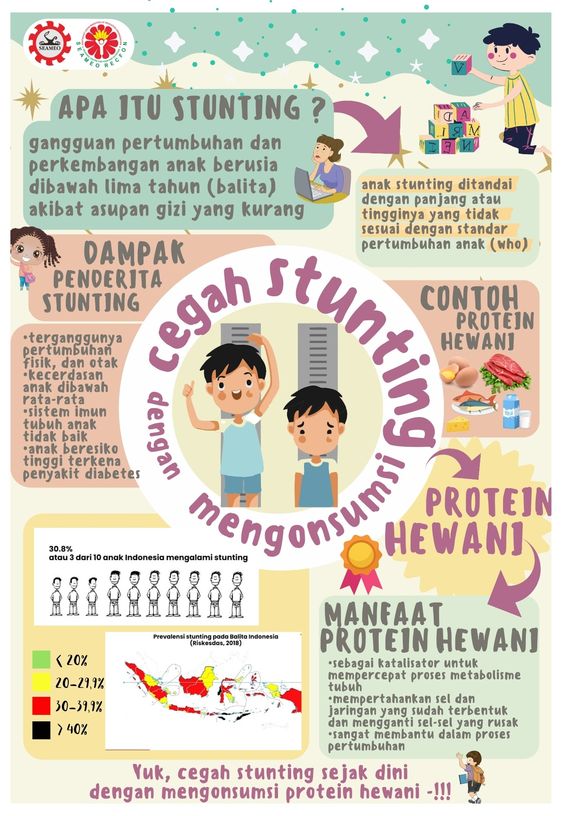 SEAMEO
SEAMEO RECFON
APA ITU STUNTING ?
gangguan pertumbuhan dan
perkembangan anak berusia
dibawah lima tahun (balita)
akibat asupan gizi yang kurang
anak stunting ditandai
dengan panjang atau
tingginya yang tidak
sesuai dengan standar
pertumbuhan anak (who)
DAMPAK
PENDERITA
STUNTING
•terganggunya
pertumbuhan
fisik, dan otak
•kecerdasan
anak dibawah
rata-rata
•sistem imun
tubuh anak
tidak baik
•anak beresiko
tinggi terkena
penyakit diabetes
cegah stunting
dengan
mengonsumsi
CONTOH
PROTEIN
HEWANI
PROTEIN
HEWANI
30.8%
atau 3 dari 10 anak Indonesia mengalami stunting
Prevalensi stunting pada Balita Indonesia
(Riskesdas, 2018)
< 20%
20-29,9%
30-39,9%
> 40%
MANFAAT
PROTEIN HEWANI
•sebagai katalisator untuk
mempercepat proses metabolisme
tubuh
•mempertahankan sel dan
jaringan yang sudah terbentuk
dan mengganti sel-sel yang rusak
•sangat membantu dalam proses
pertumbuhan
Yuk, cegah stunting sejak dini
dengan mengonsumsi protein hewani -!!!